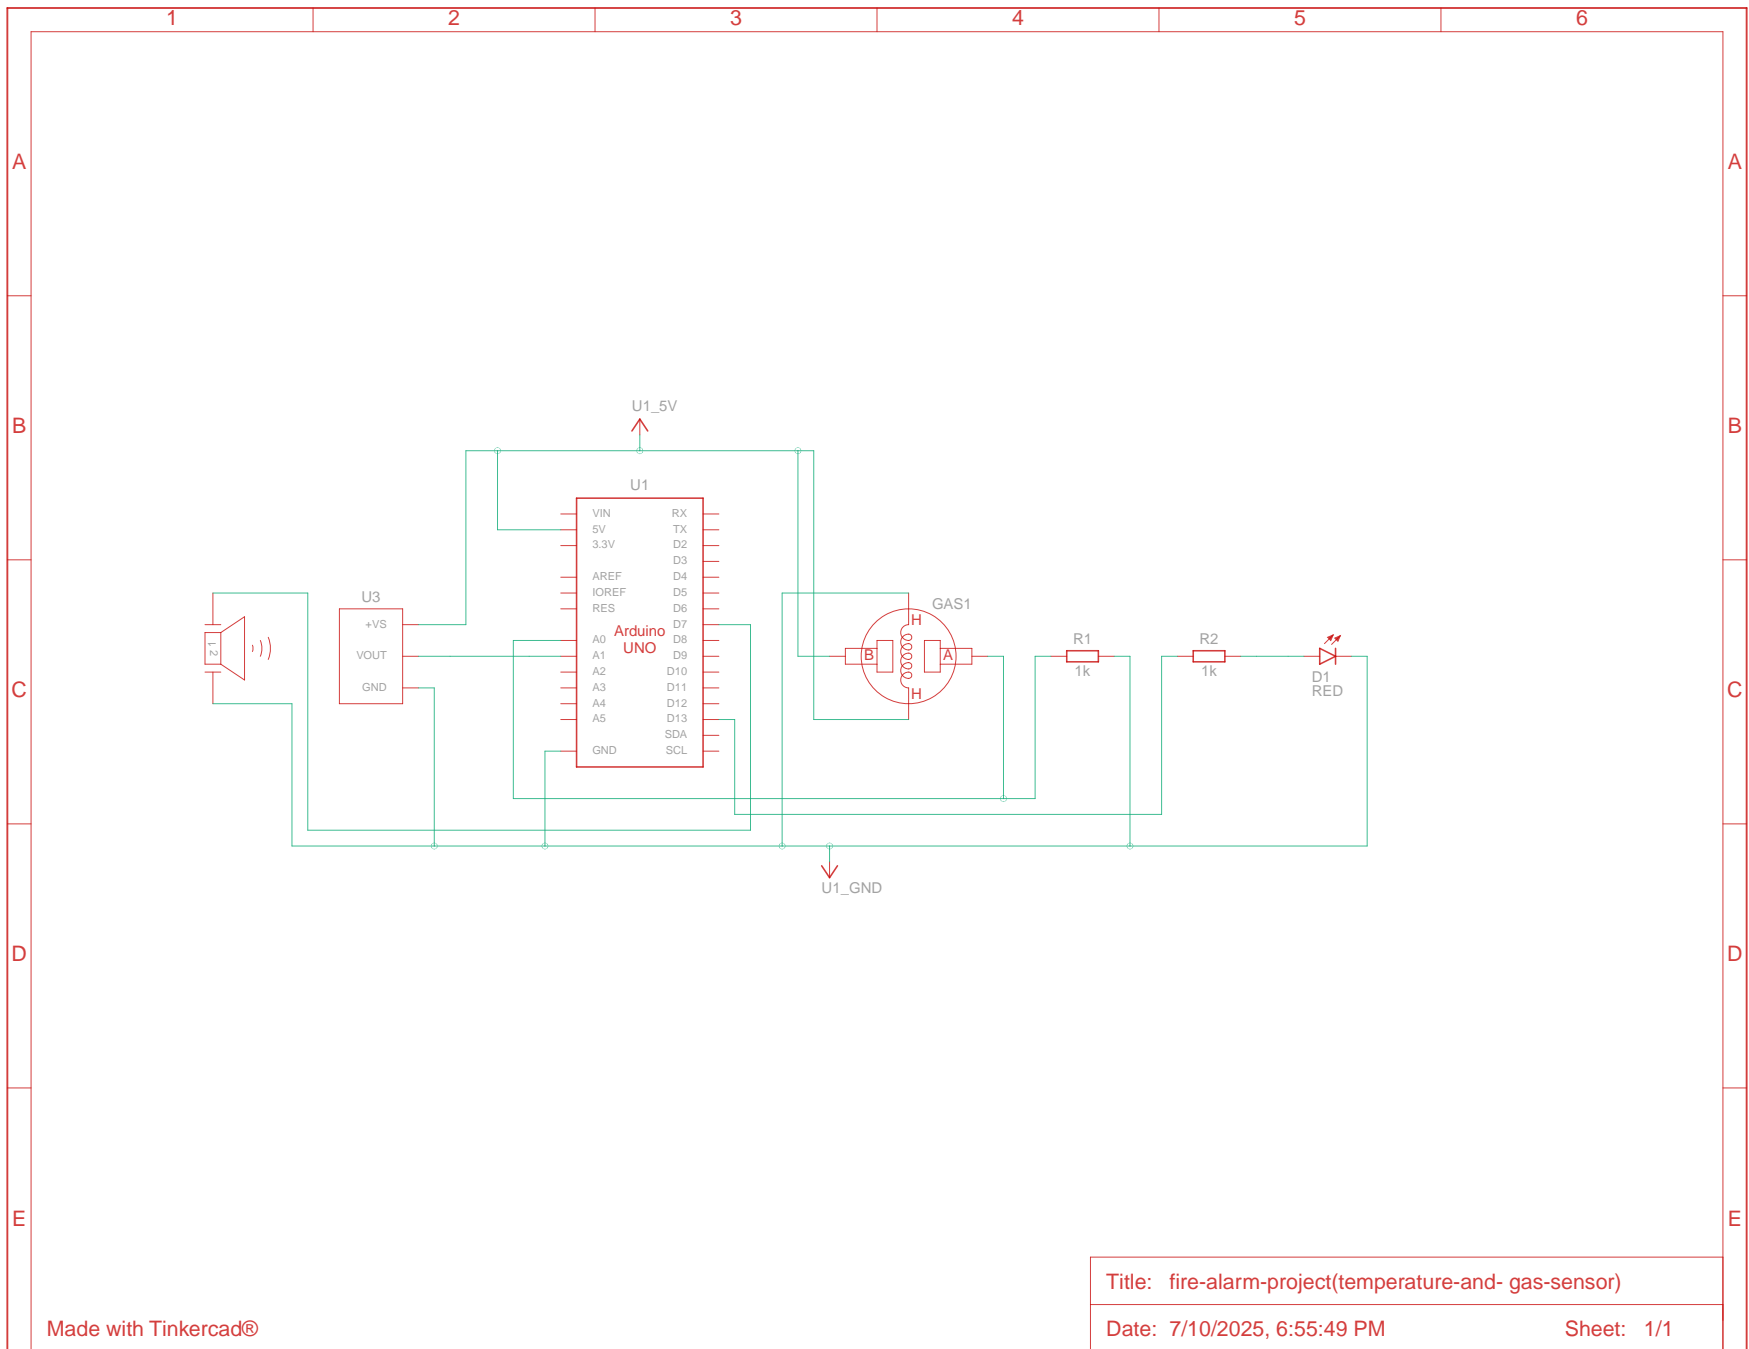 1 2 3 4 5 6
A A
B B
U1_5V
U1
VIN RX
5V TX
3.3V D2
D3
AREF D4
IOREF D5
RES D6
D7
A0 Arduino D8
A1 UNO D9
A2 D10
A3 D11
A4 D12
A5 D13
SDA
GND SCL
1 2
U3
+VS
VOUT
GND
GAS1
H
B A
H
R1
1k
R2
1k
D1
RED
C C
U1_GND
D D
E E
Title: fire-alarm-project(temperature-and- gas-sensor)
Made with Tinkercad®
Date: 7/10/2025, 6:55:49 PM Sheet: 1/1